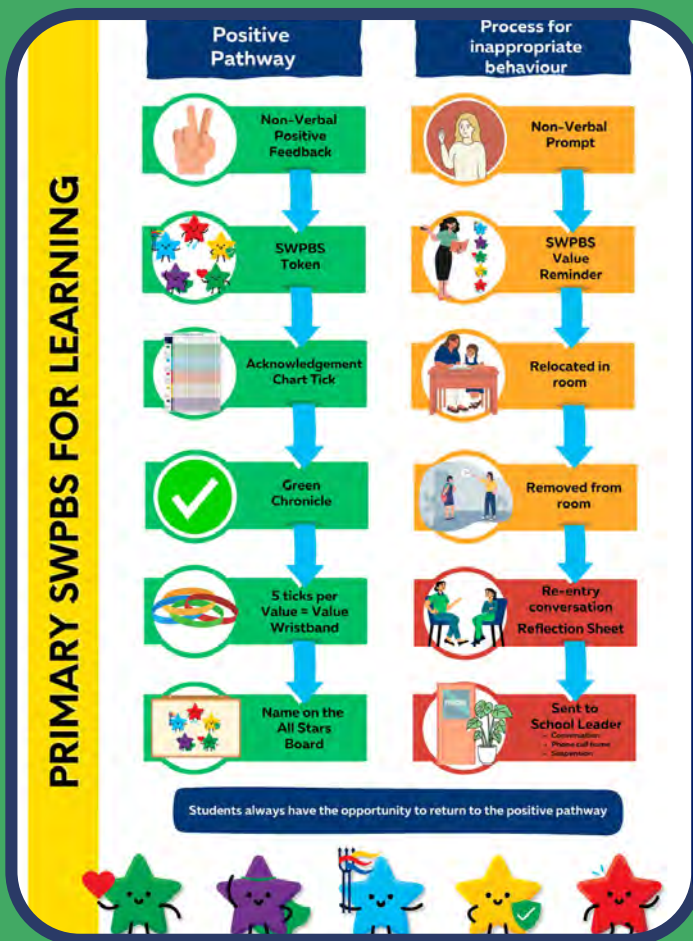 PRIMARY SWPBS FOR LEARNING
Positive
Pathway
Non-Verbal
Positive
Feedback
SWPBS
Token
Acknowledgement
Chart Tick
Green
Chronicle
5 ticks per
Value = Value
Wristband
Name on the
All Stars
Board
Process for
inappropriate
behaviour
Non-Verbal
Prompt
SWPBS
Value
Reminder
Relocated in
room
Removed from
room
Re-entry
conversation
Reflection Sheet
Sent to
School Leader
- Conversation
- Phone call home
- Suspension
Students always have the opportunity to return to the positive pathway